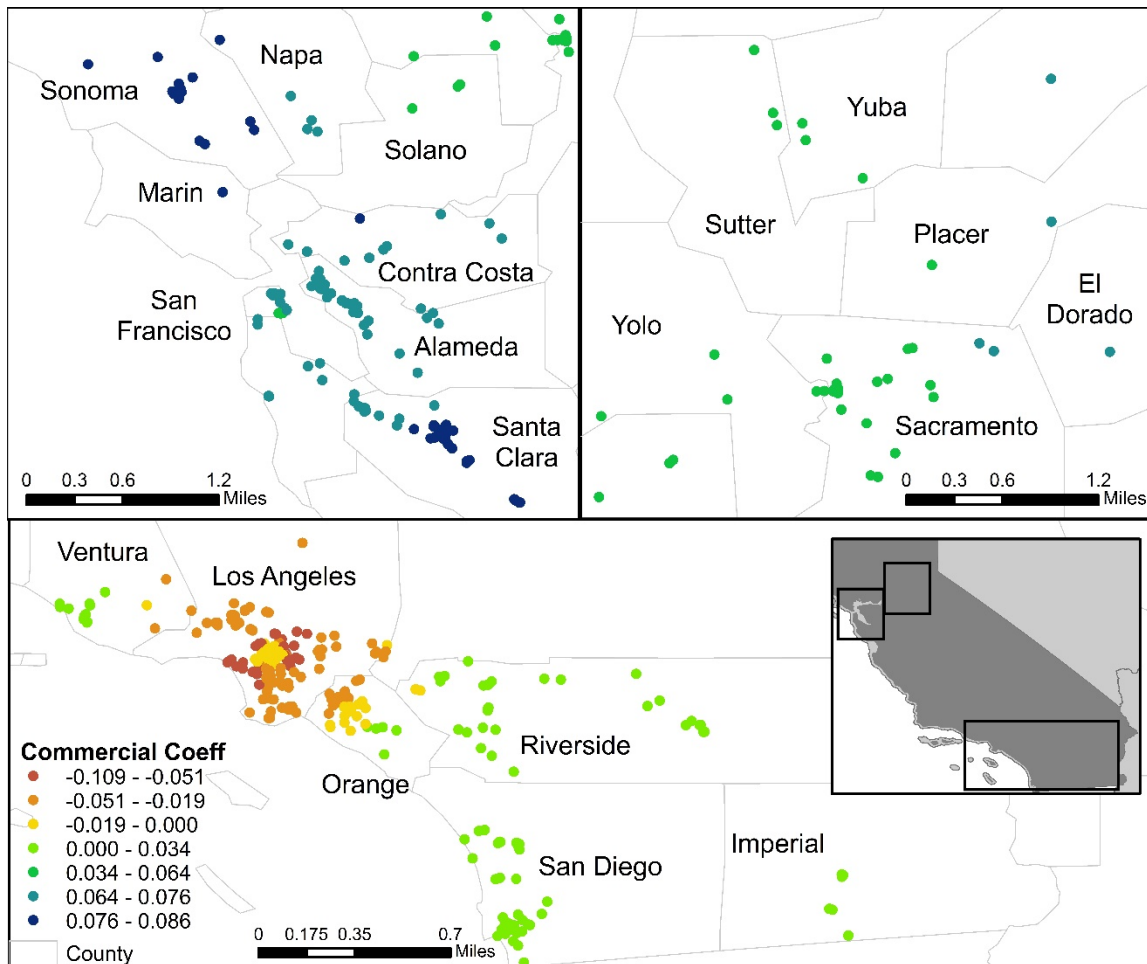 Sonoma
Napa
Solano
Marin
Contra Costa
San
Francisco
Alameda
Santa
Clara
0 0.3 0.6 1.2
Miles
Yuba
Sutter
Placer
El
Dorado
Yolo
Sacramento
0 0.3 0.6 1.2
Miles
Ventura
Los Angeles
Riverside
Orange
San Diego
Imperial
Commercial Coeff
-0.109 - -0.051
-0.051 - -0.019
-0.019 - 0.000
0.000 - 0.034
0.034 - 0.064
0.064 - 0.076
0.076 - 0.086
County
0 0.175 0.35 0.7
Miles